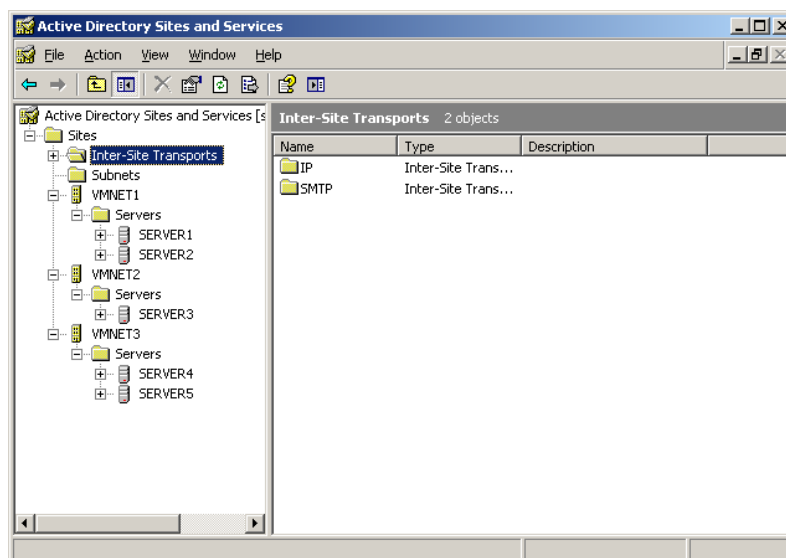 Active Directory Sites and Services
File Action View Window Help
Active Directory Sites and Services [s
Sites
Inter-Site Transports
Subnets
VMNET1
Servers
SERVER1
SERVER2
VMNET2
Servers
SERVER3
VMNET3
Servers
SERVER4
SERVER5
Inter-Site Transports 2 objects
Name Type Description
IP Inter-Site Trans...
SMTP Inter-Site Trans...